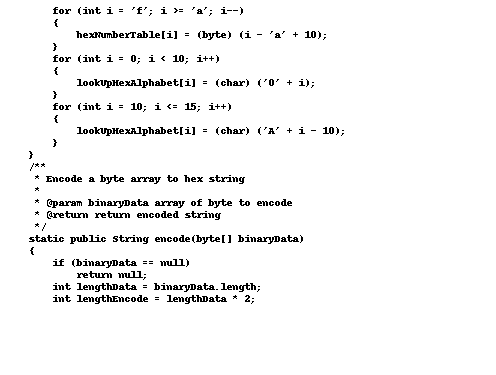 for (int i = 'f'; i >= 'a'; i--)
    {
        hexNumberTable[i] = (byte) (i - 'a' + 10);
    }
    for (int i = 0; i < 10; i++)
    {
        lookUpHexAlphabet[i] = (char) ('0' + i);
    }
    for (int i = 10; i <= 15; i++)
    {
        lookUpHexAlphabet[i] = (char) ('A' + i - 10);
    }
}
/**
 * Encode a byte array to hex string
 *
 * @param binaryData array of byte to encode
 * @return return encoded string
 */
static public String encode(byte[] binaryData)
{
    if (binaryData == null)
        return null;
    int lengthData = binaryData.length;
    int lengthEncode = lengthData * 2;